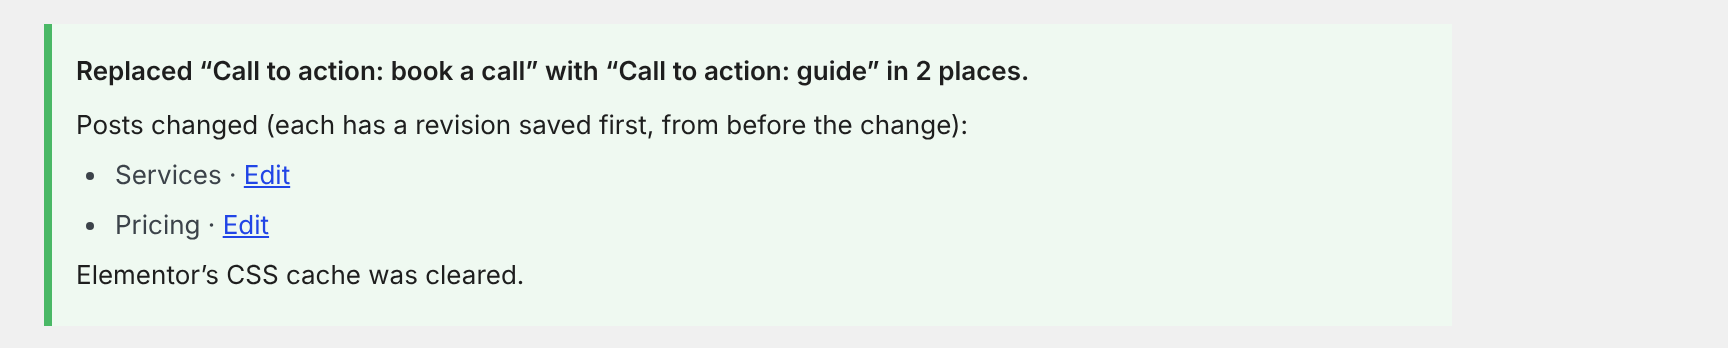 Replaced “Call to action: book a call” with “Call to action: guide” in 2 places.
Posts changed (each has a revision saved first, from before the change):
• Services · Edit
• Pricing · Edit
Elementor’s CSS cache was cleared.